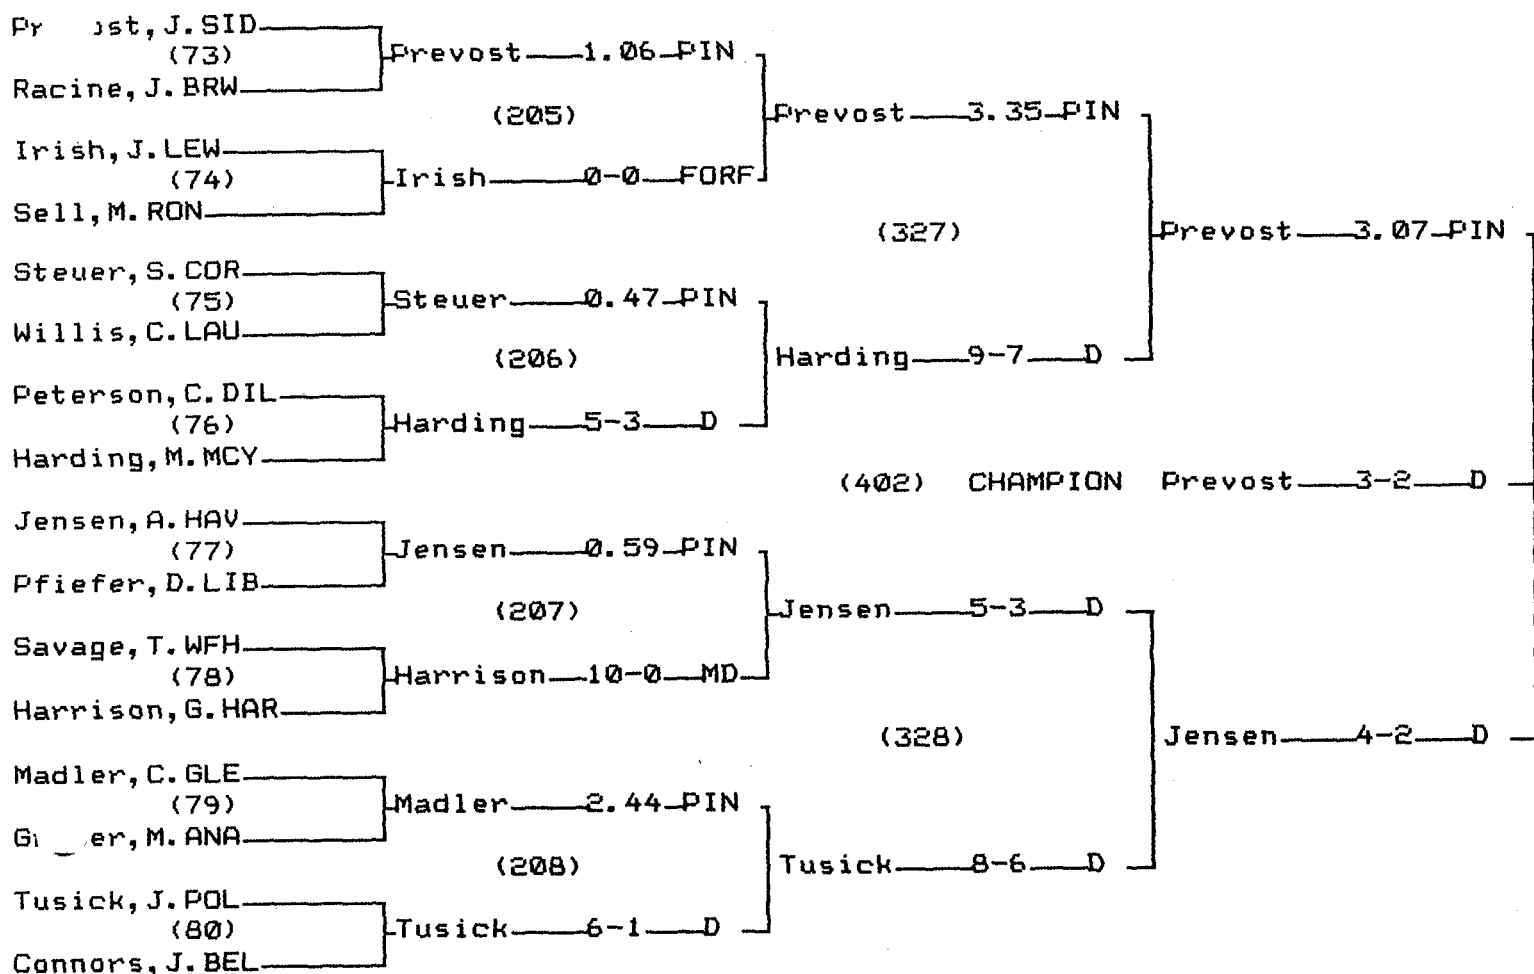 st, J. SID
(73) Prevost 1.06 PIN
Racine, J. BRW
(205) Prevost 3.35 PIN
Irish, J. LEW
(74) Irish 0-0 FORF
Sell, M. RON
(327) Prevost 3.07 PIN
Steuer, S. COR
(75) Steuer 0.47 PIN
Willis, C. LAU
(206) Harding 9-7 D
Peterson, C. DIL
(76) Harding 5-3 D
Harding, M. MCY
(402) CHAMPION Prevost 3-2 D
Jensen, A. HAV
(77) Jensen 0.59 PIN
Pfiefer, D. LIB
(207) Jensen 5-3 D
Savage, T. WFH
(78) Harrison 10-0 MD
Harrison, G. HAR
(328) Jensen 4-2 D
Madler, C. GLE
(79) Madler 2.44 PIN
er, M. ANA
(208) Tusick 8-6 D
Tusick, J. POL
(80) Tusick 6-1 D
Connors, J. BEL